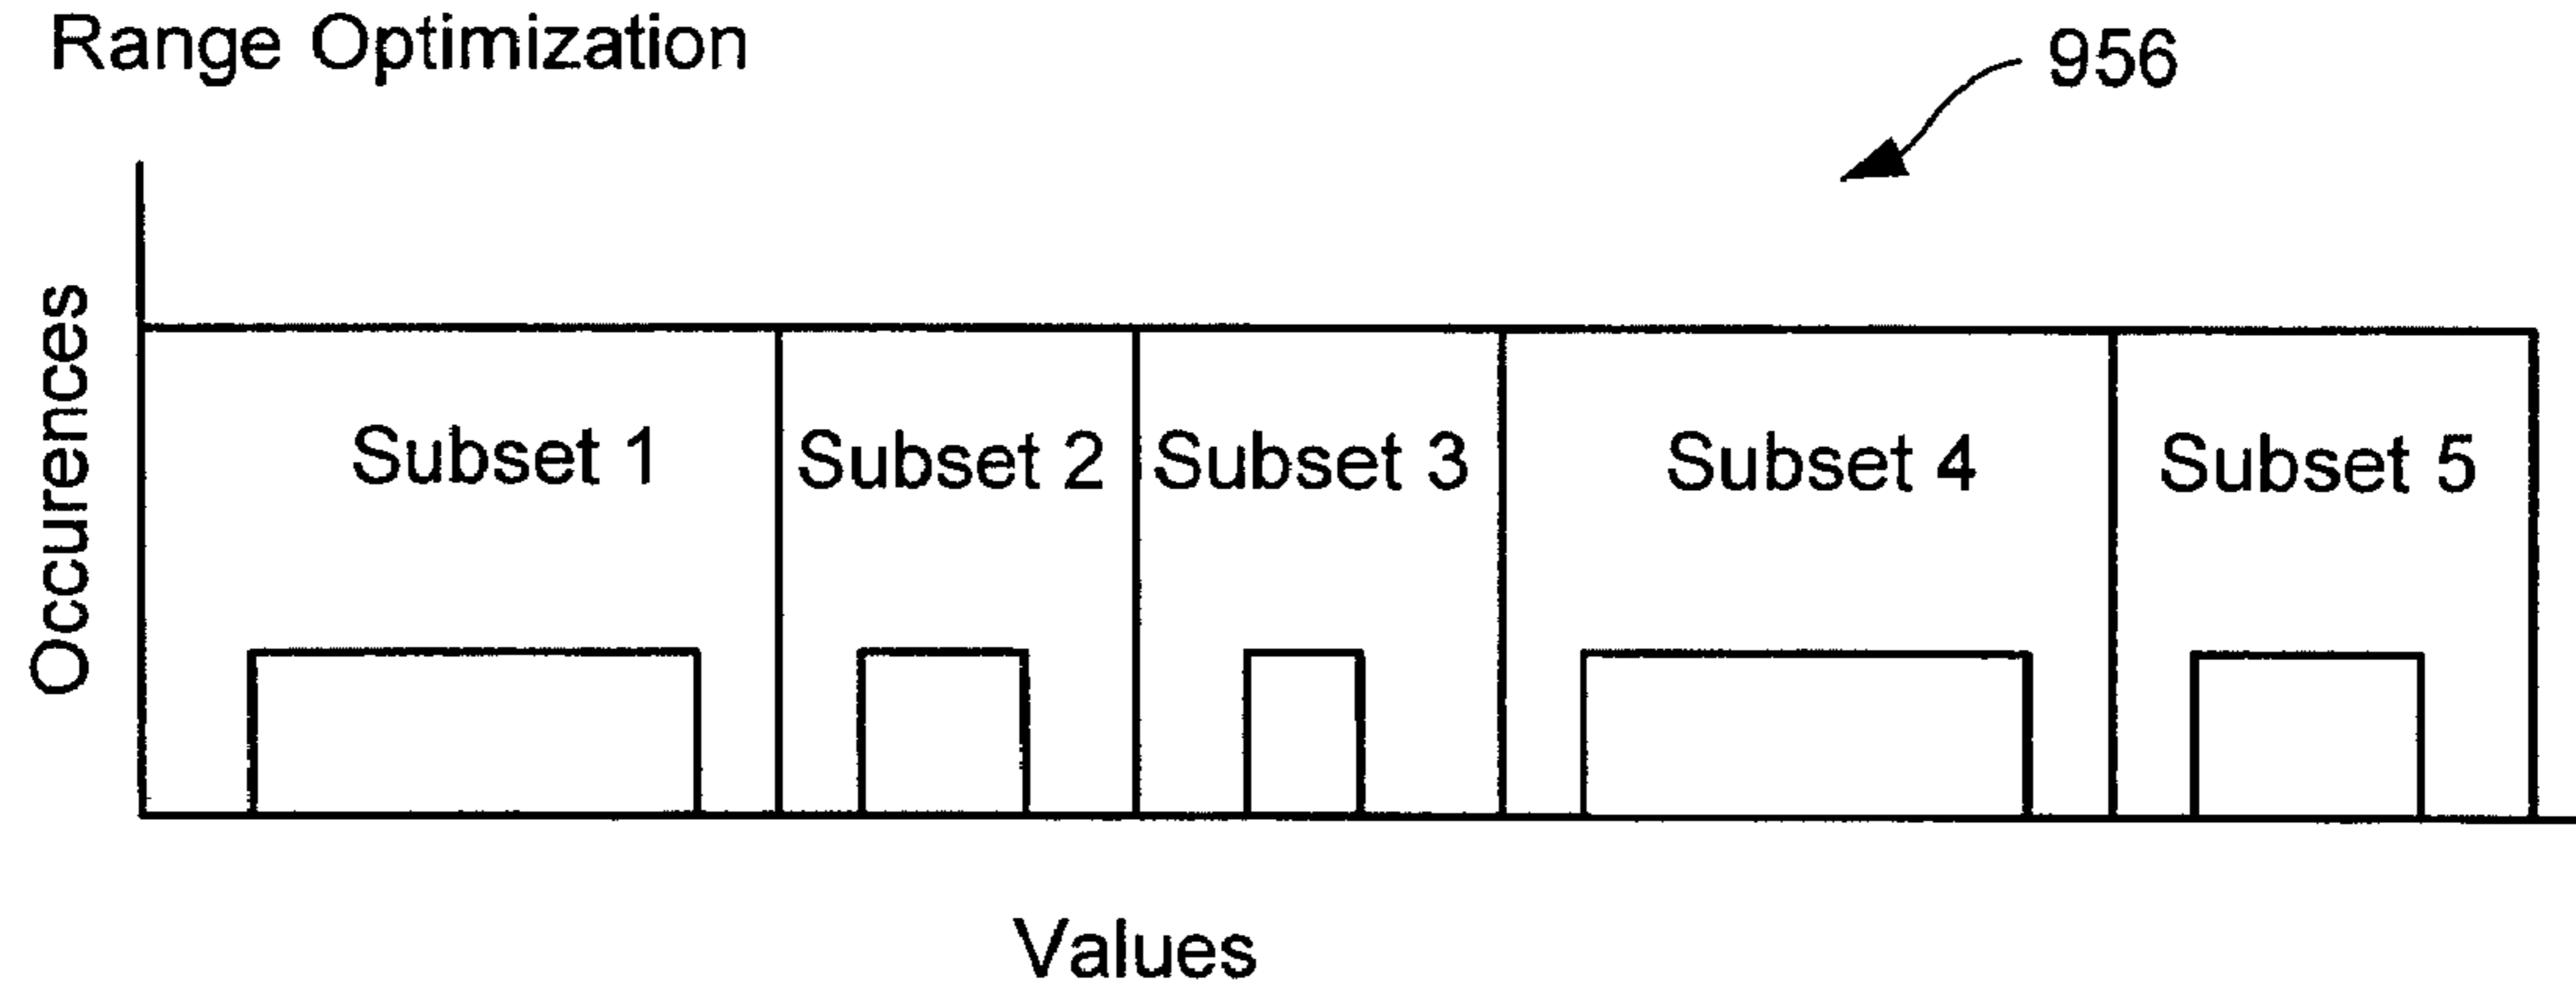 Range Optimization
956
Occurences
Subset 1
Subset 2
Subset 3
Subset 4
Subset 5
Values